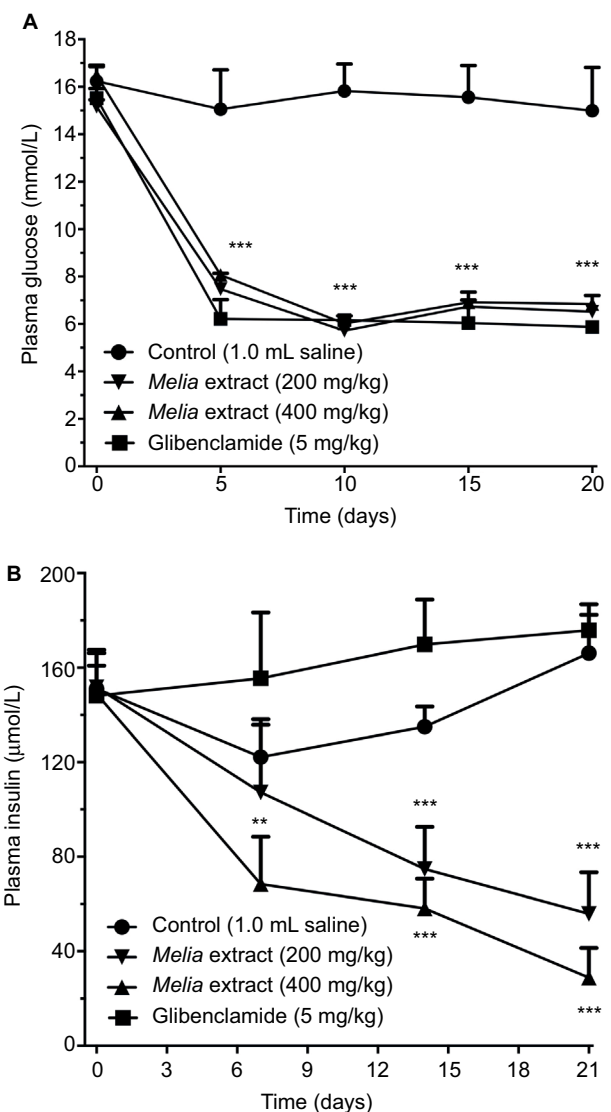 A
18
16
14
12
10
8
6
4
2
0
Plasma glucose (mmol/L)
***
***
***
***
Control (1.0 mL saline)
Melia extract (200 mg/kg)
Melia extract (400 mg/kg)
Glibenclamide (5 mg/kg)
0 5 10 15 20
Time (days)
B
200
160
120
80
40
0
Plasma insulin (μmol/L)
**
***
***
***
***
Control (1.0 mL saline)
Melia extract (200 mg/kg)
Melia extract (400 mg/kg)
Glibenclamide (5 mg/kg)
0 3 6 7 9 12 15 18 21
Time (days)